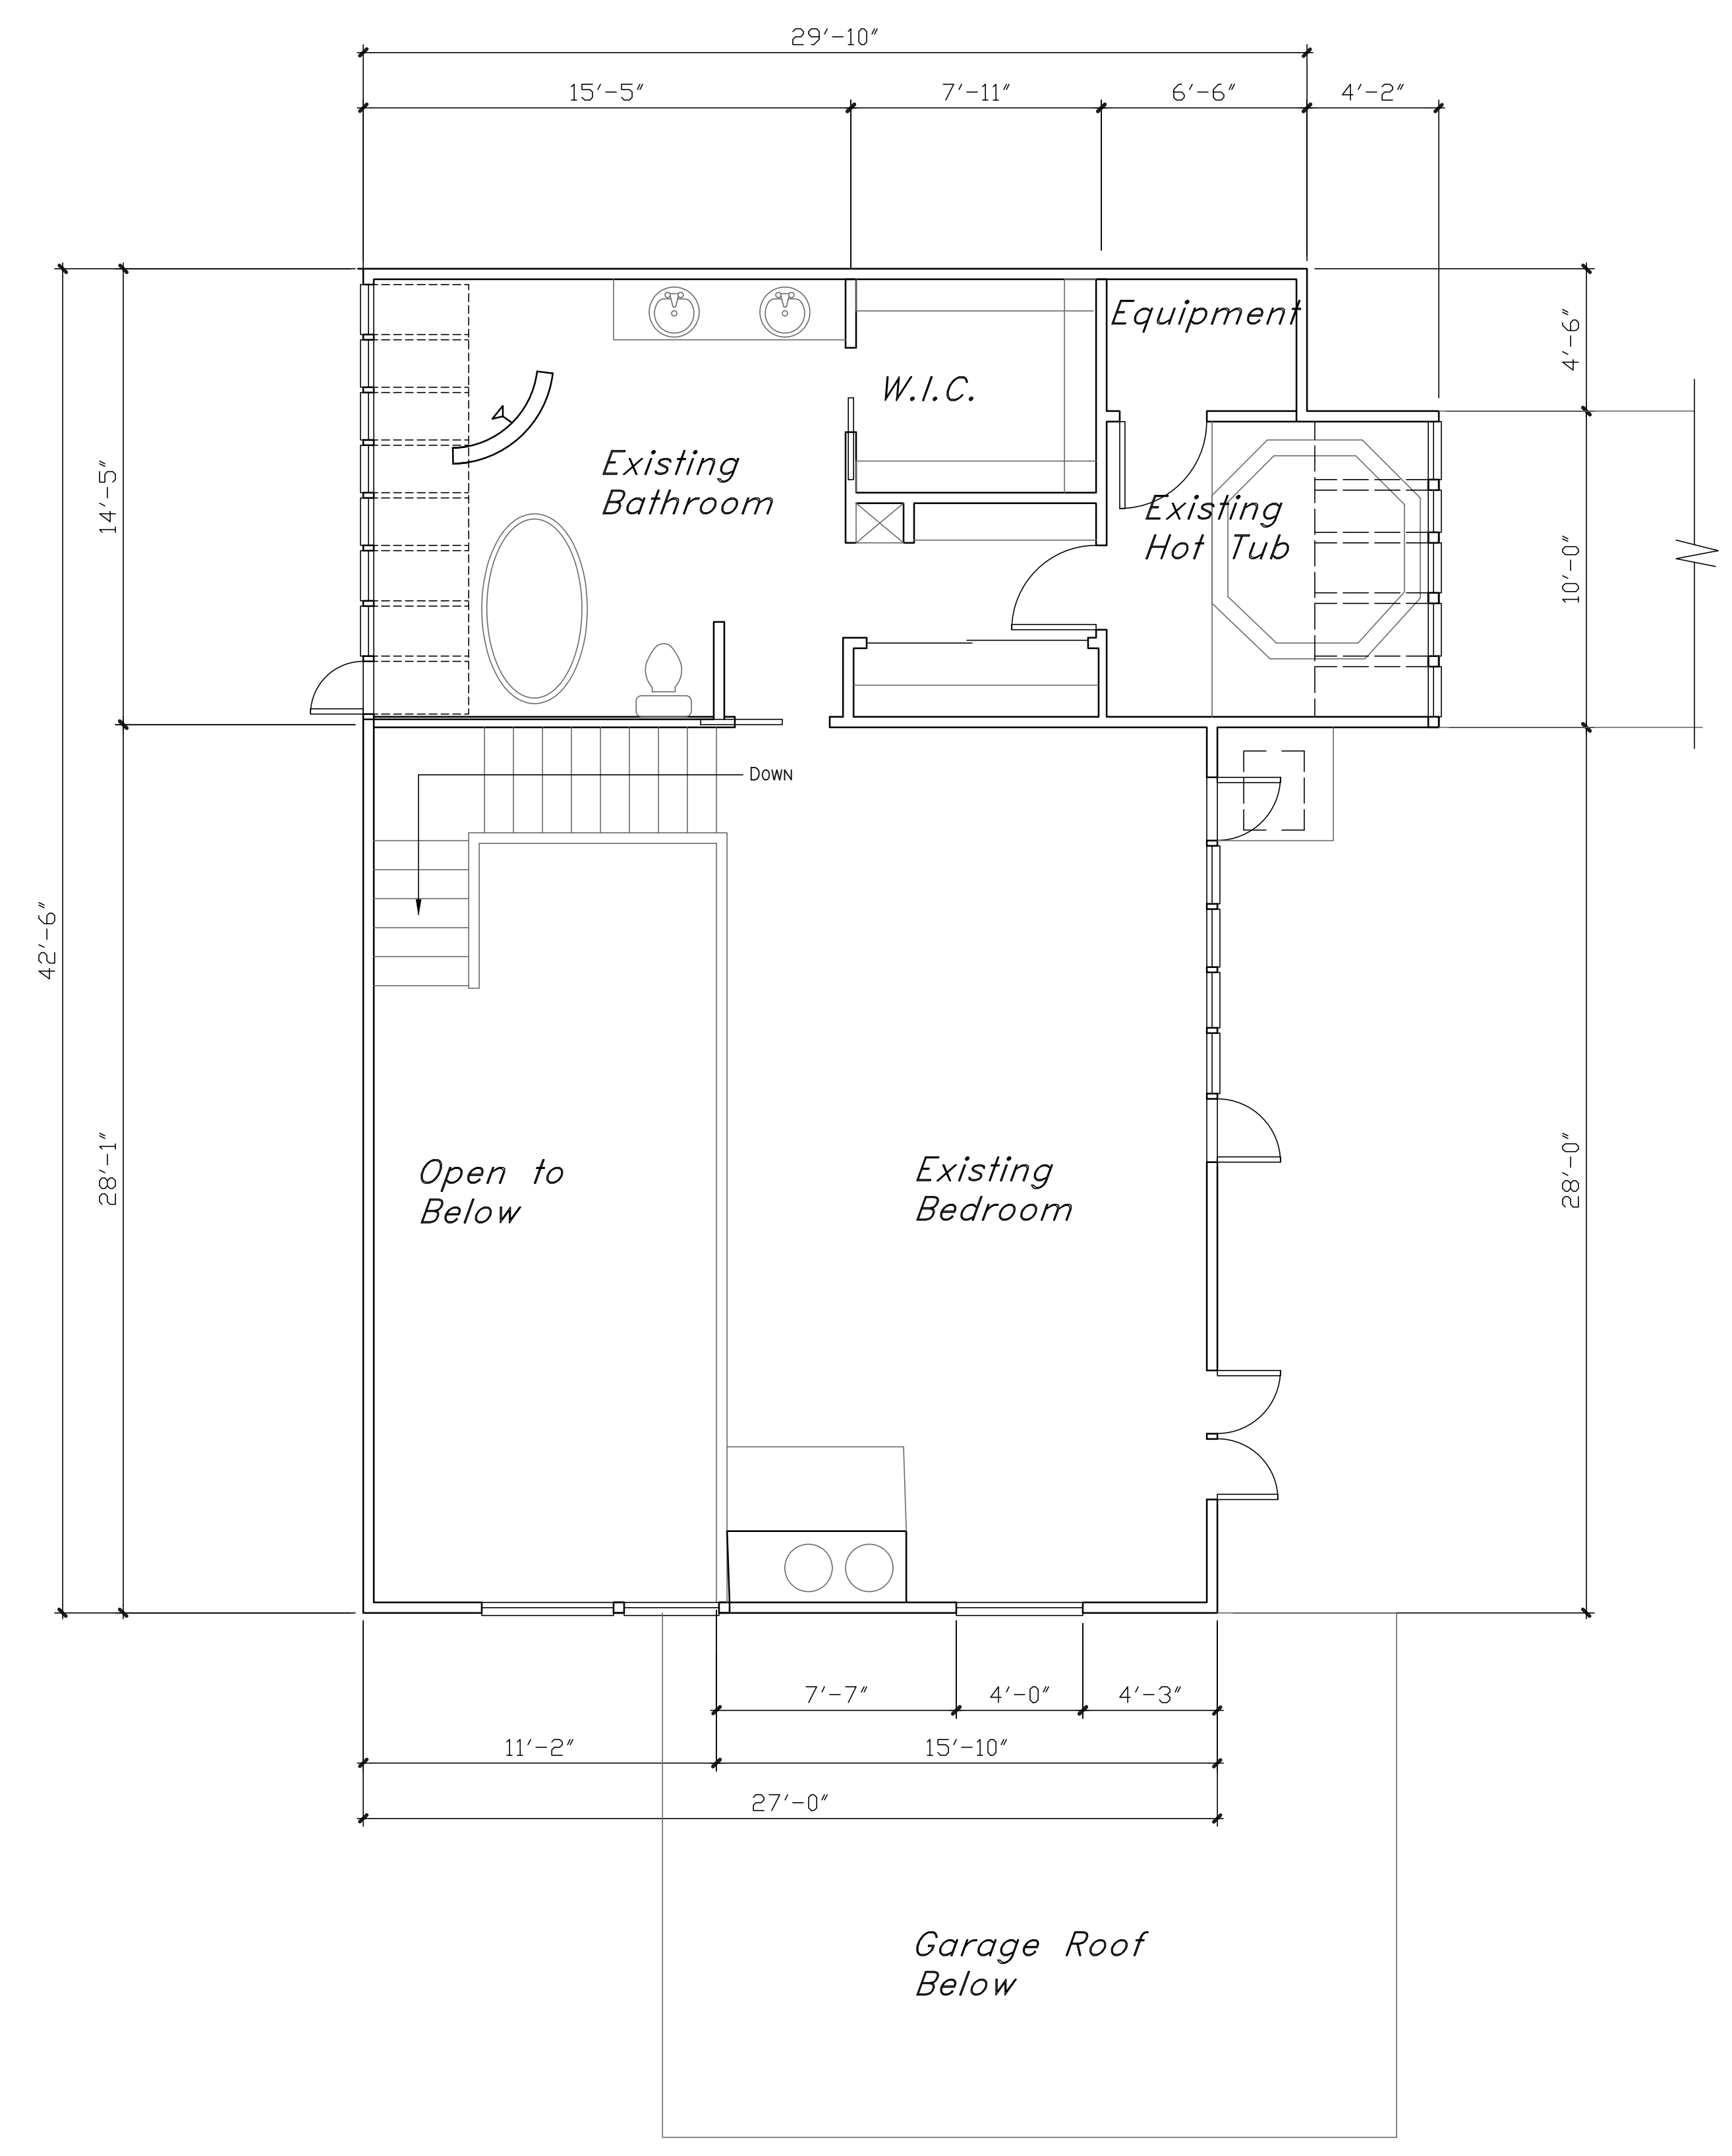 29'-10"
15'-5"
7'-11"
6'-6"
4'-2"
Equipment
4'-6"
W.I.C.
Existing
Bathroom
14'-5"
Existing
Hot Tub
10'-0"
Down
42'-6"
28'-1"
Open to
Below
Existing
Bedroom
28'-0"
7'-7"
4'-0"
4'-3"
11'-2"
15'-10"
27'-0"
Garage Roof
Below